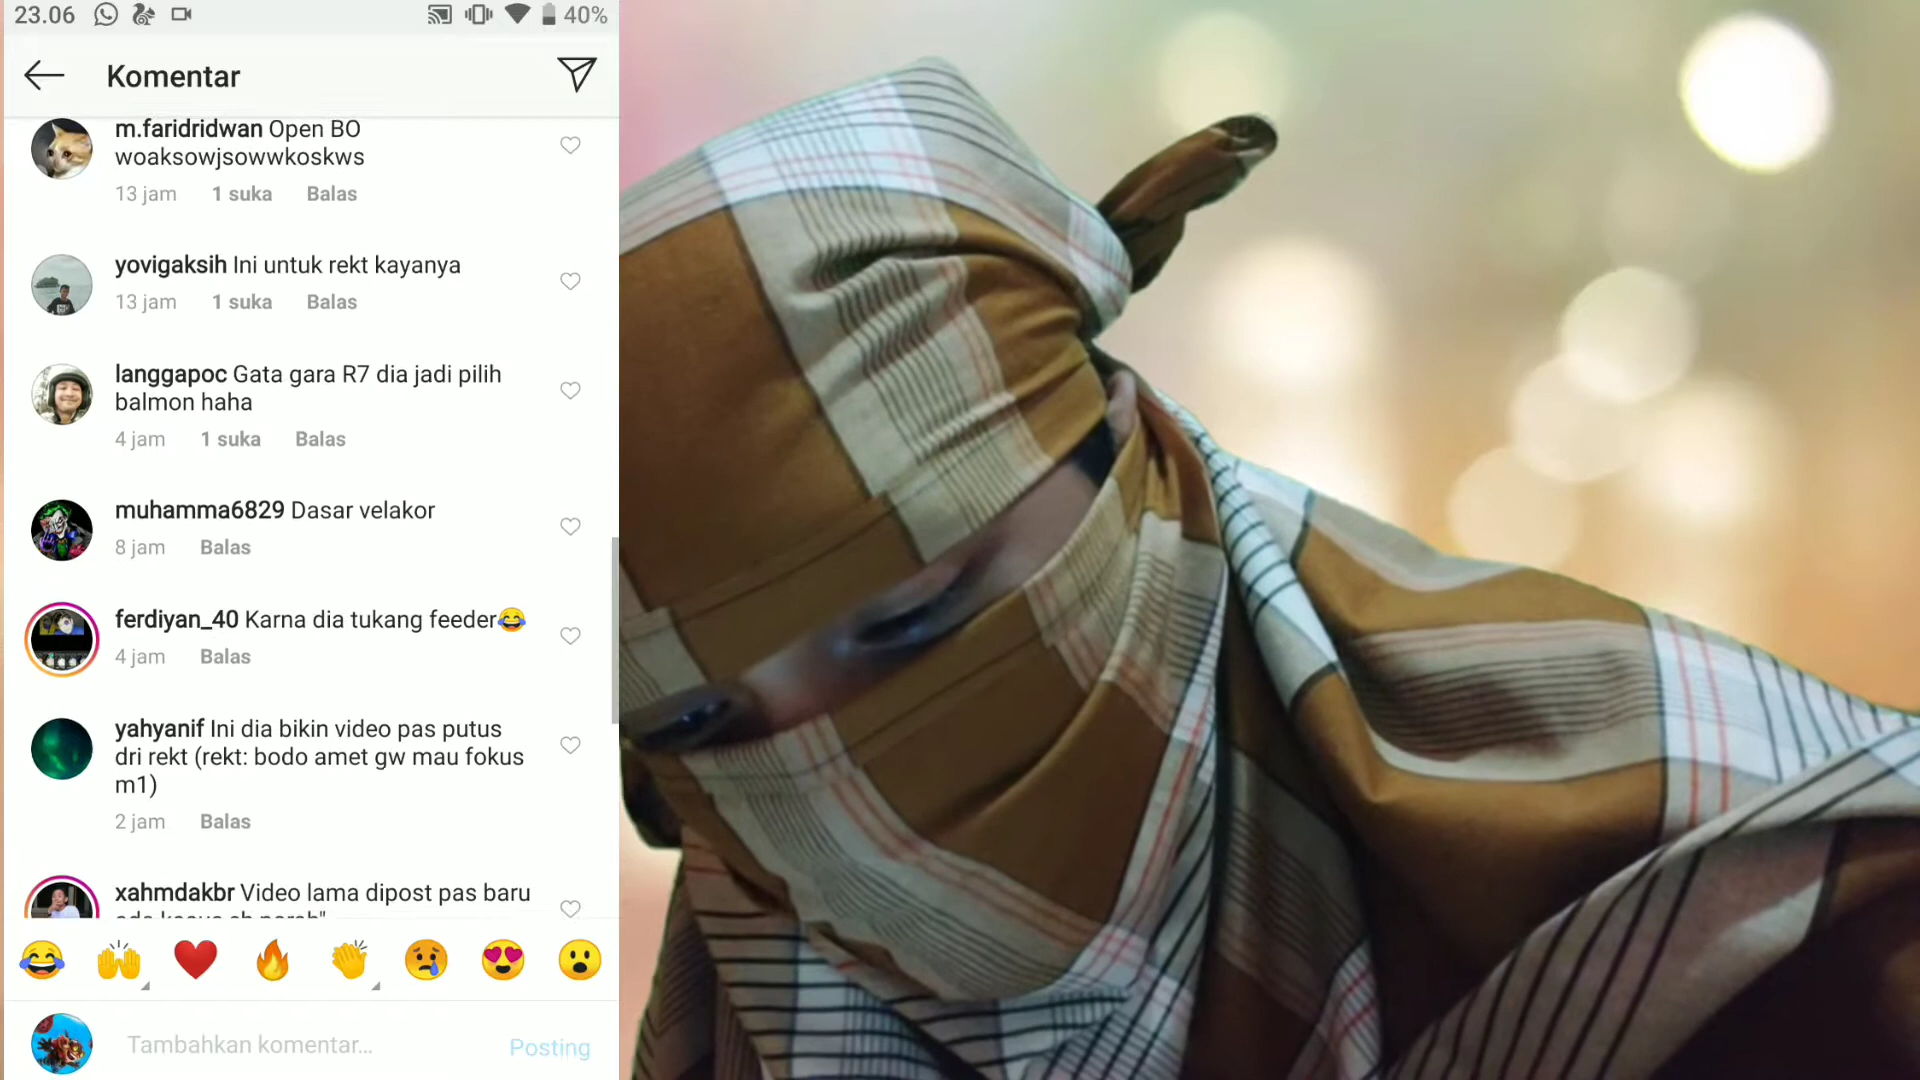 23.06
40%
Komentar
m.faridridwan Open BO
woaksowjsowwkoskws
13 jam 1 suka Balas
yovigaksih Ini untuk rekt kayanya
13 jam 1 suka Balas
langgapoc Gata gara R7 dia jadi pilih
balmon haha
4 jam 1 suka Balas
muhamma6829 Dasar velakor
8 jam Balas
ferdiyan_40 Karna dia tukang feeder😂
4 jam Balas
yahyanif Ini dia bikin video pas putus
dri rekt (rekt: bodo amet gw mau fokus
m1)
2 jam Balas
xahmdakbr Video lama dipost pas baru
Tambahkan komentar...
Posting